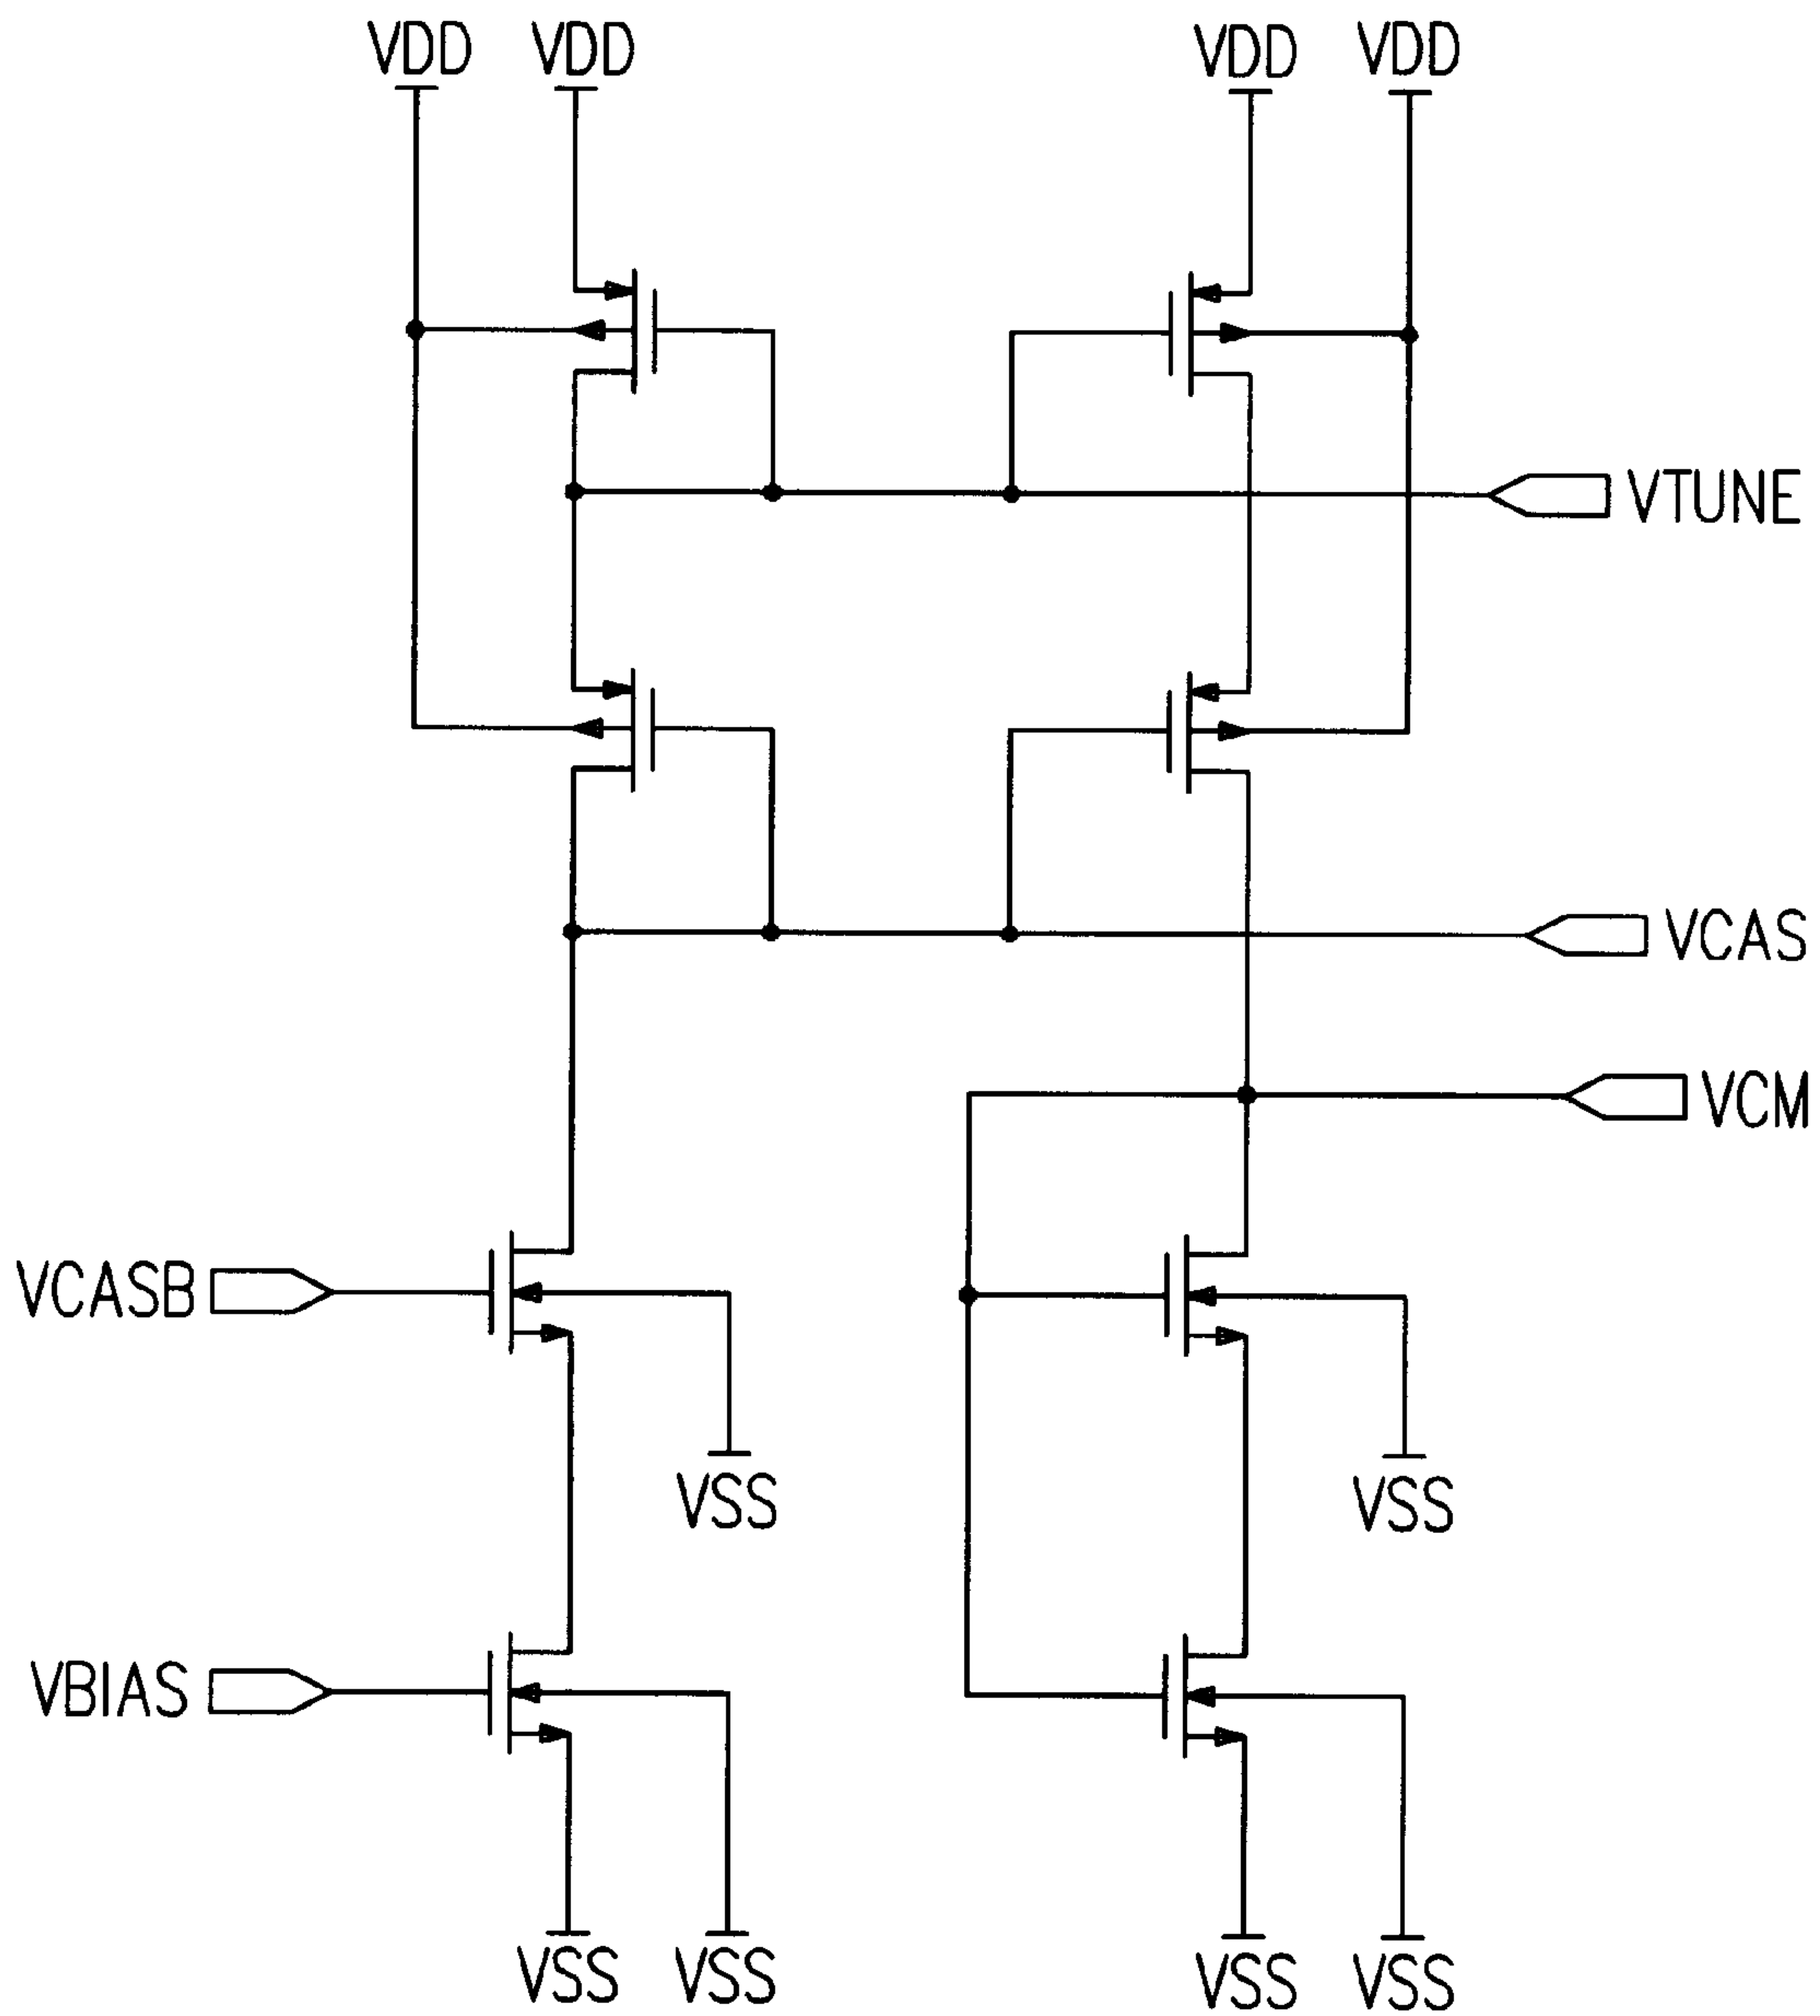 VDD VDD VDD VDD
VTUNE
VCAS
VCM
VCASB
VSS VSS
VBIAS
VSS VSS VSS VSS